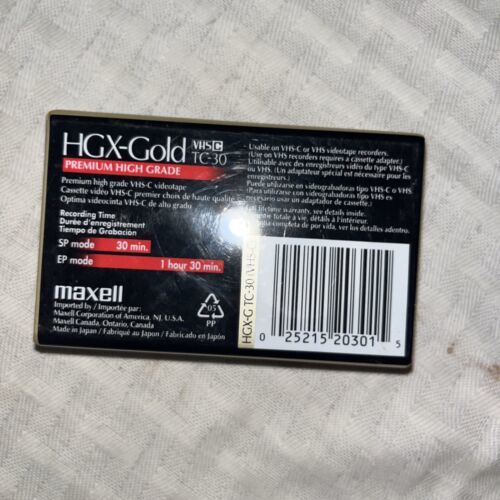 HGX-Gold VHS C TC-30
PREMIUM HIGH GRADE
Premium high grade VHS-C videotape
Cassette vidéo VHS-C premier choix de haute qualité
Optima videocinta VHS-C de alto grado
Recording Time
Durée d'enregistrement
Tiempo de Grabación
SP mode 30 min.
EP mode 1 hour 30 min.
maxell
Imported by / Importée par:
Maxell Corporation of America, NJ, U.S.A.
Maxell Canada, Ontario, Canada
Made in Japan / Fabriqué au Japon / Fabricado en Japón
05
PP
Usable on VHS-C or VHS videotape recorders.
(Use on VHS recorders requires a cassette adapter.)
Utilisable avec des enregistreurs vidéo du type VHS-C
ou VHS. (Un adaptateur spécial est nécessaire pour les
enregistreurs VHS.)
Puede utilizarse en videograbadoras tipo VHS-C o VHS.
(Para utilizarse con videograbadoras VHS se requiere
un adaptador de cassette.)
Full lifetime warranty, see details inside.
Garantie totale à vie, détails à l'intérieur.
Garantía completa de por vida, ver los detalles adentro.
HGX-G TC-30 (VHS-C)
0 25215 20301 5